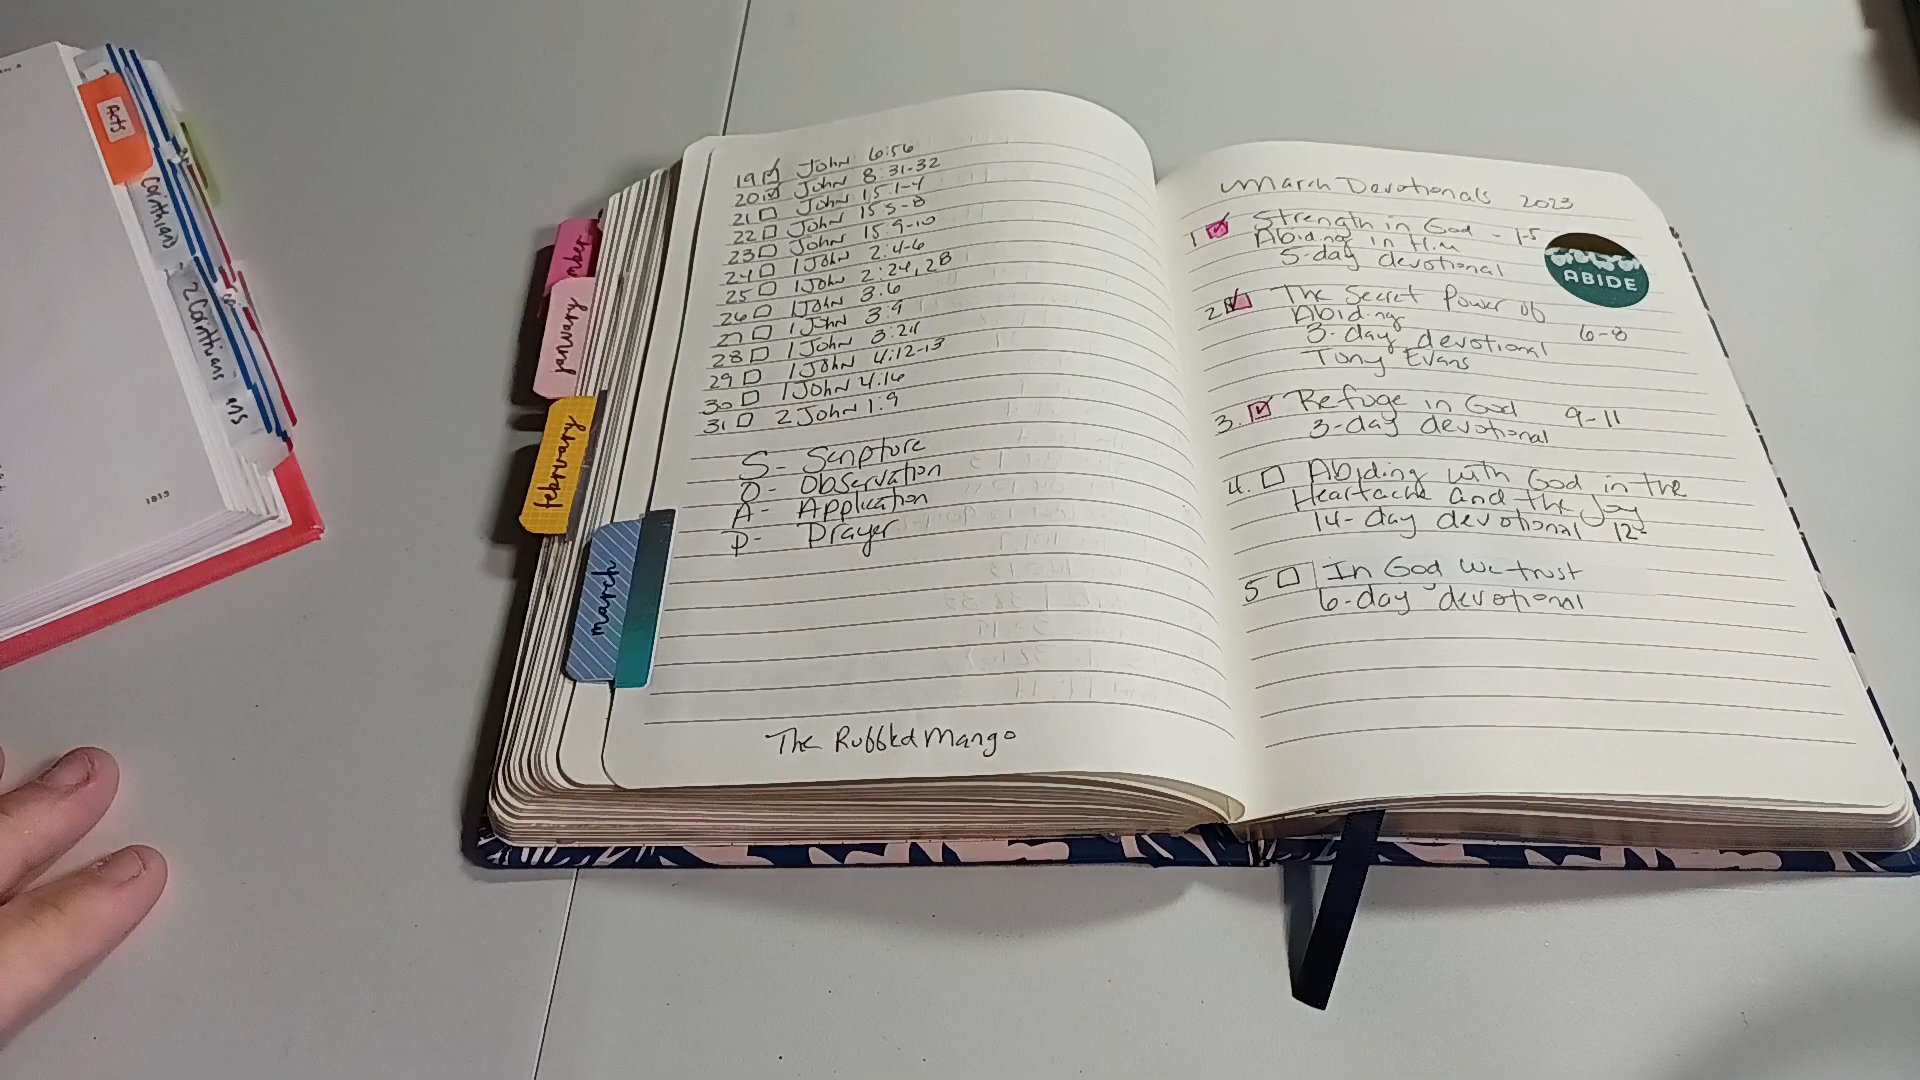 Acts
Corinthians
2 Corinthians
ens
1015
mber
january
february
march
19 John 6:56
20 John 8:31-32
21 John 15:1-4
22 John 15:5-8
23 John 15:9-10
24 1 John 2:4-6
25 1 John 2:24, 28
26 1 John 3:6
27 1 John 3:9
28 1 John 3:24
29 1 John 4:12-13
30 1 John 4:16
31 2 John 1:9
S- Scripture
O- Observation
A- Application
P- Prayer
The Ruffled Mango
March Devotionals 2023
1 Strength in God - 1-5
Abiding in Him
5-day devotional
ABIDE
2. The Secret Power of
Abiding
3-day devotional 6-8
Tony Evans
3. Refuge in God 9-11
3-day devotional
4. Abiding with God in the
Heartache and the Joy
14-day devotional 12-
5 In God we trust
6-day devotional